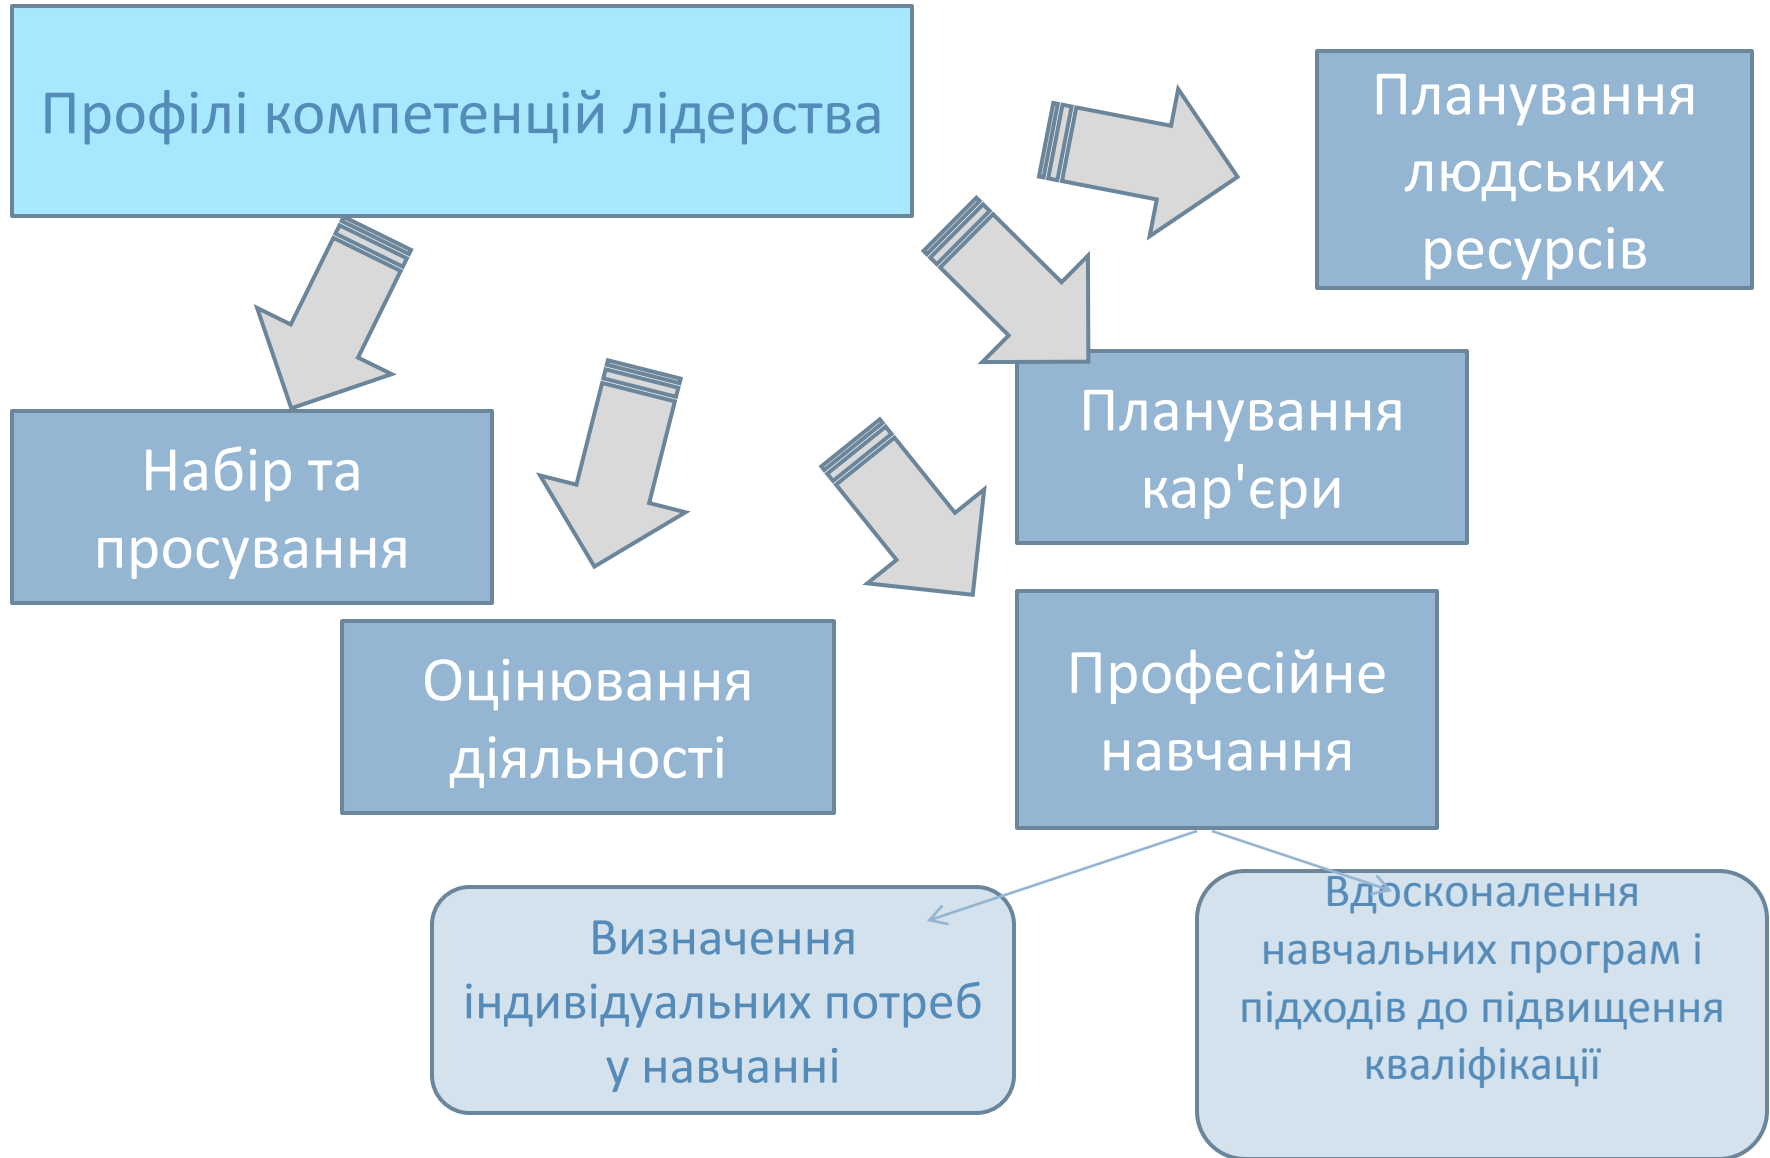 Профілі компетенцій лідерства
Планування
людських
ресурсів
Планування
кар'єри
Набір та
просування
Оцінювання
діяльності
Професійне
навчання
Визначення
індивідуальних потреб
у навчанні
Вдосконалення
навчальних програм і
підходів до підвищення
кваліфікації